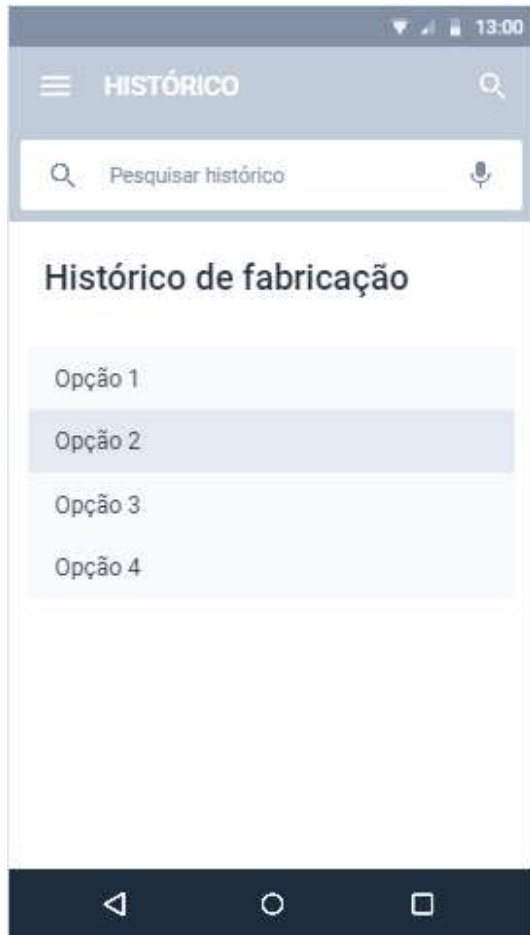 13:00
HISTÓRICO
Pesquisar histórico
Histórico de fabricação
Opção 1
Opção 2
Opção 3
Opção 4